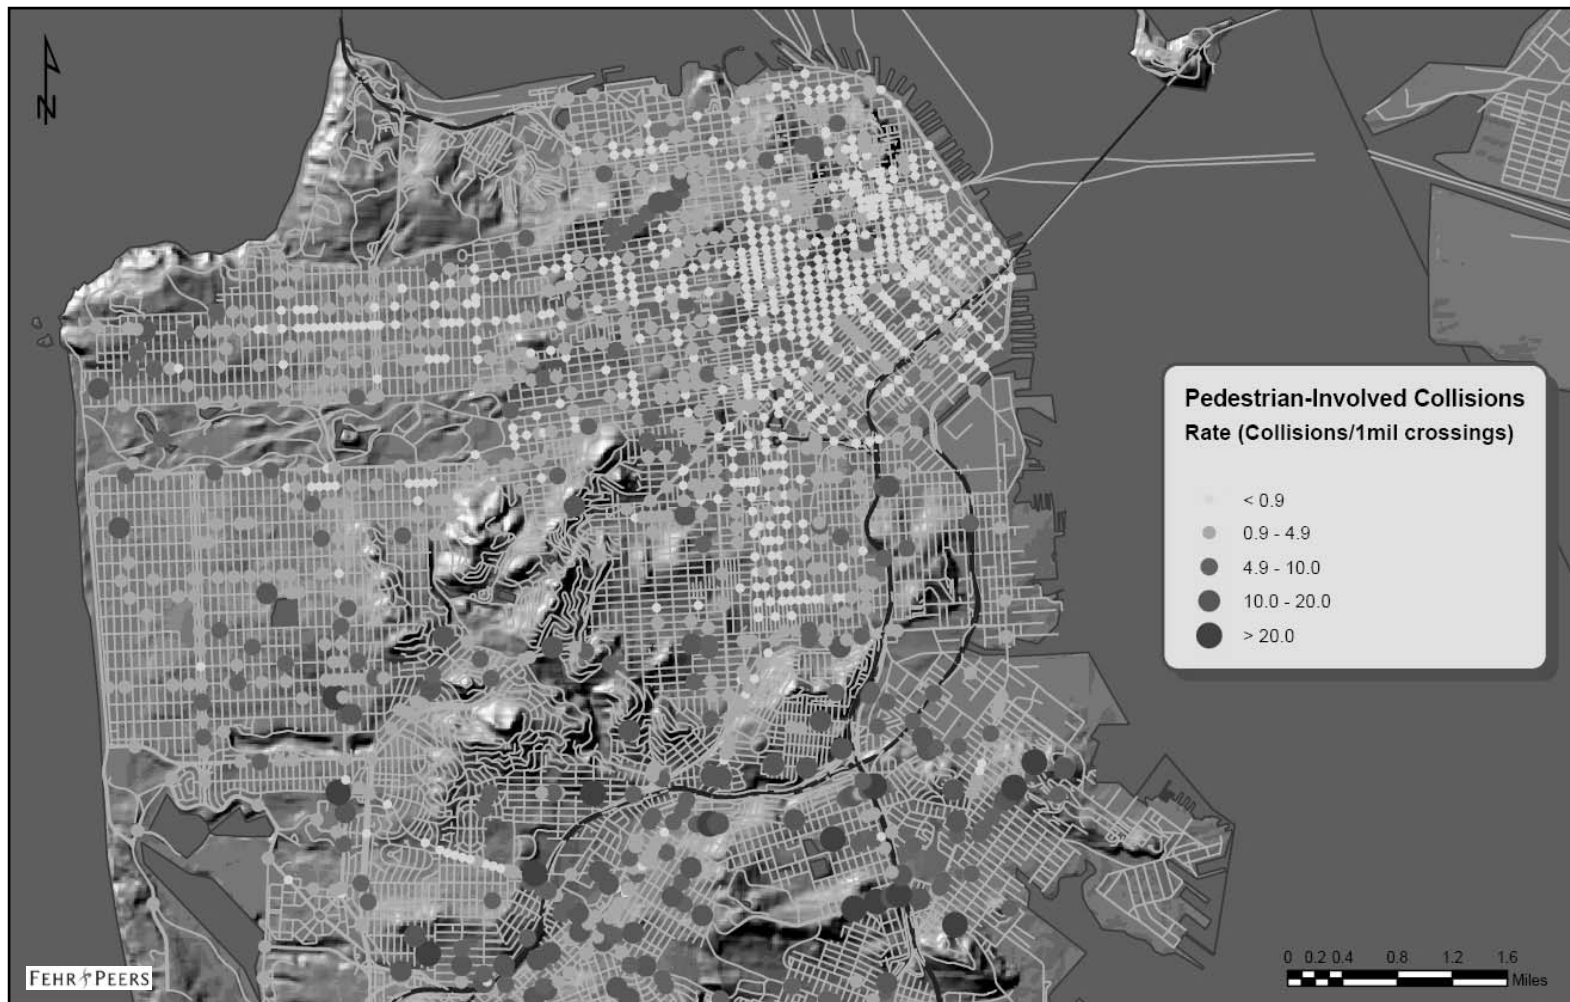 N
Pedestrian-Involved Collisions
Rate (Collisions/1mil crossings)
< 0.9
0.9 - 4.9
4.9 - 10.0
10.0 - 20.0
> 20.0
0 0.2 0.4 0.8 1.2 1.6
Miles
FEHR & PEERS